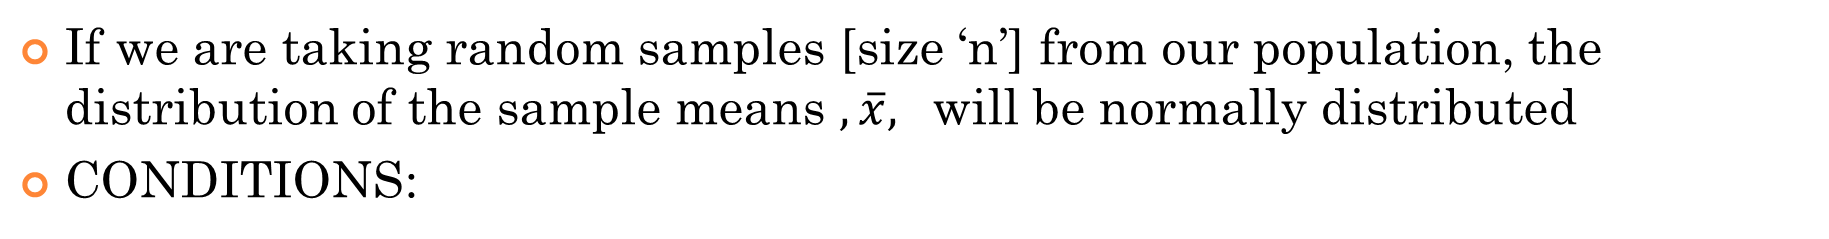 If we are taking random samples [size ‘n’] from our population, the
distribution of the sample means , x̄, will be normally distributed
CONDITIONS: